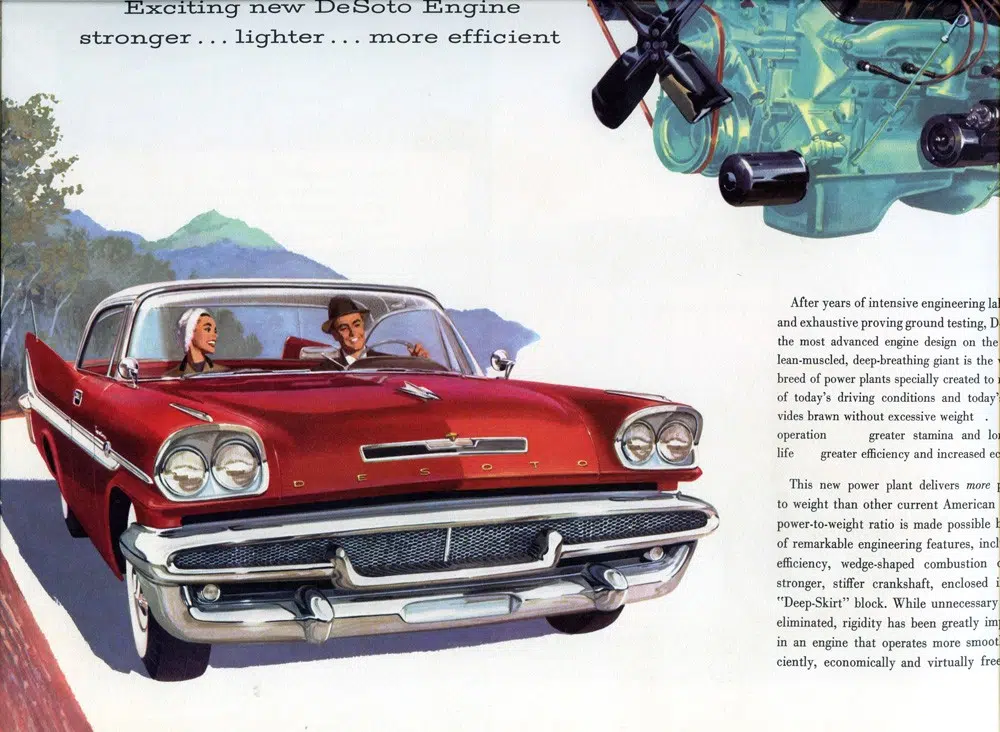 Exciting new DeSoto Engine
stronger... lighter... more efficient
After years of intensive engineering
and exhaustive proving ground testing,
the most advanced engine design on the
lean-muscled, deep-breathing giant is the
breed of power plants specially created to
of today's driving conditions and today's
vides brawn without excessive weight .
operation greater stamina and
life greater efficiency and increased
This new power plant delivers more
to weight than other current American
power-to-weight ratio is made possible
of remarkable engineering features,
efficiency, wedge-shaped combustion
stronger, stiffer crankshaft, enclosed
"Deep-Skirt" block. While unnecessary
eliminated, rigidity has been greatly
in an engine that operates more
ciently, economically and virtually
DESOTO